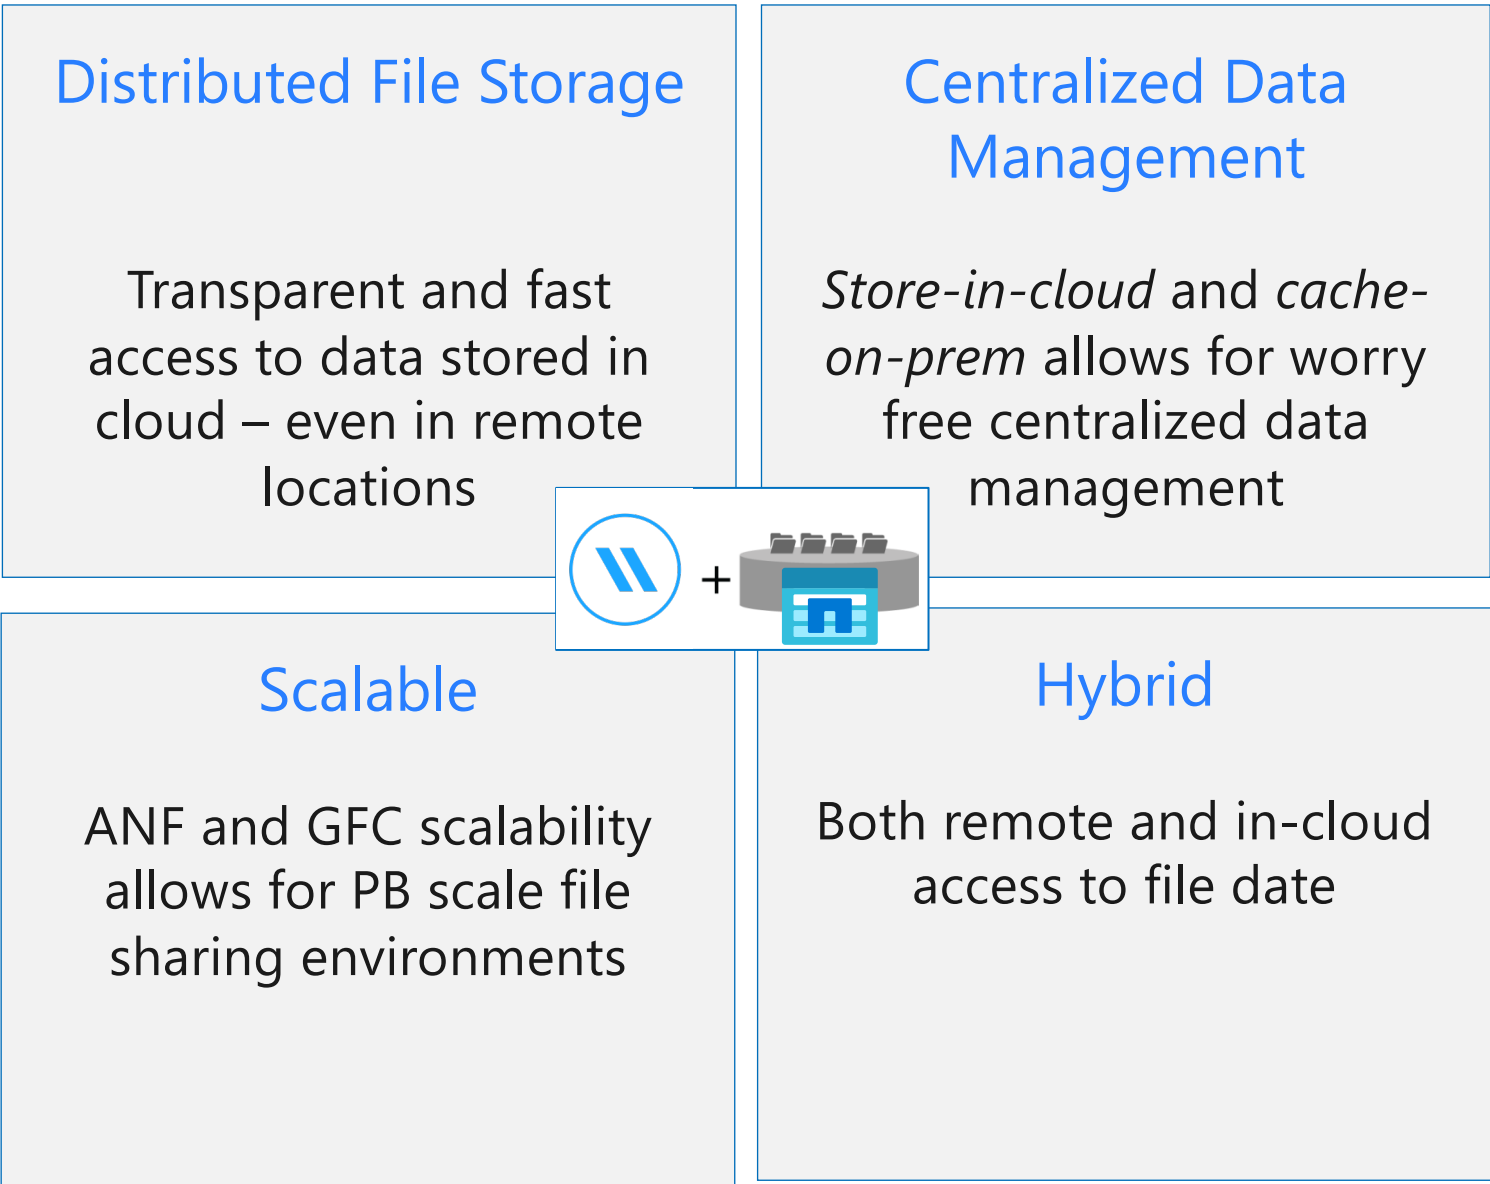 Distributed File Storage
Transparent and fast
access to data stored in
cloud – even in remote
locations
Centralized Data
Management
Store-in-cloud and cache-
on-prem allows for worry
free centralized data
management
+
Scalable
ANF and GFC scalability
allows for PB scale file
sharing environments
Hybrid
Both remote and in-cloud
access to file date